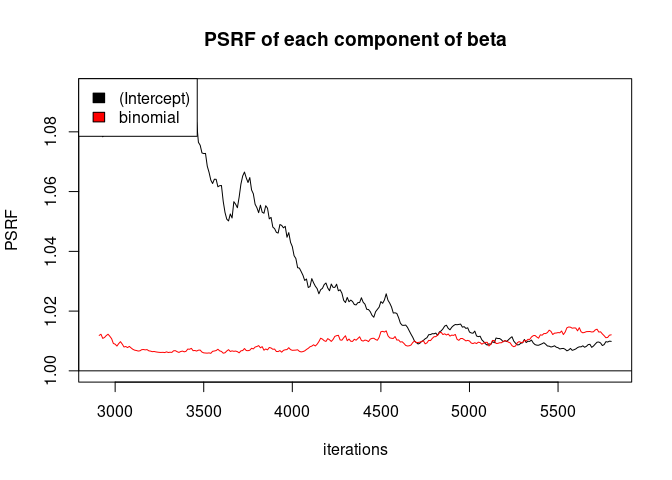 PSRF of each component of beta
(Intercept)
binomial
PSRF
1.08
1.06
1.04
1.02
1.00
3000 3500 4000 4500 5000 5500
iterations